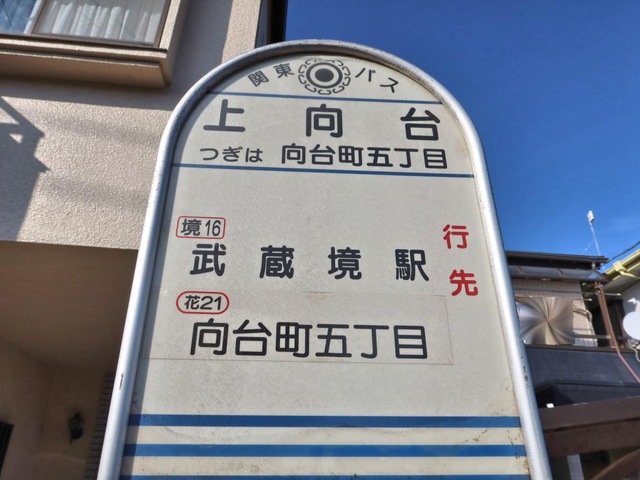 関東バス
上向台
つぎは 向台町五丁目
境16
武蔵境駅
行先
花21
向台町五丁目